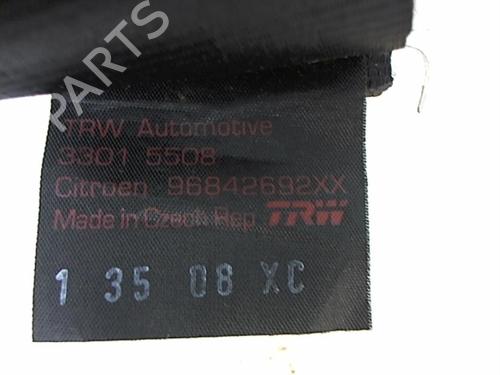 PARTS
TRW Automotive
3301 5508
Citroen 96842692XX
Made in Czech Rep. TRW
1 35 08 XC